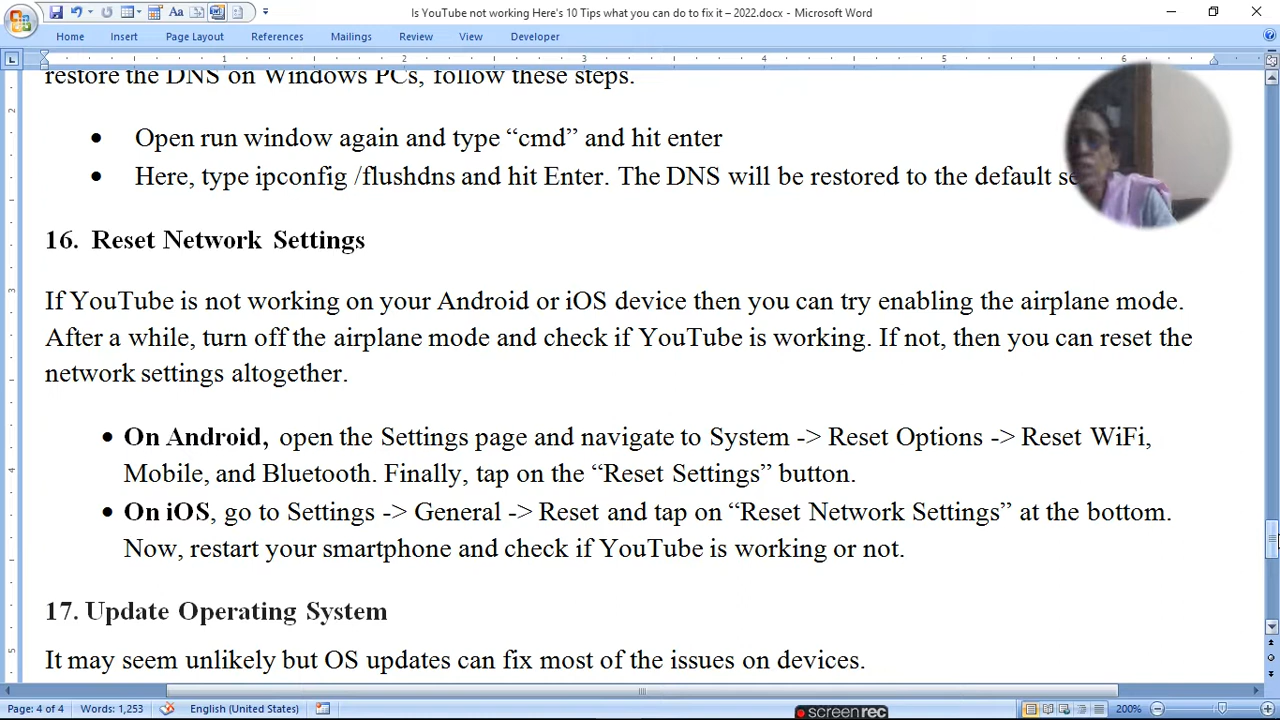 Is YouTube not working Here's 10 Tips what you can do to fix it – 2022.docx - Microsoft Word
Home Insert Page Layout References Mailings Review View Developer
1 2 3 4 5 6
restore the DNS on Windows PCs, follow these steps.
• Open run window again and type “cmd” and hit enter
• Here, type ipconfig /flushdns and hit Enter. The DNS will be restored to the default
16. Reset Network Settings
If YouTube is not working on your Android or iOS device then you can try enabling the airplane mode.
After a while, turn off the airplane mode and check if YouTube is working. If not, then you can reset the
network settings altogether.
• On Android, open the Settings page and navigate to System -> Reset Options -> Reset WiFi,
Mobile, and Bluetooth. Finally, tap on the “Reset Settings” button.
• On iOS, go to Settings -> General -> Reset and tap on “Reset Network Settings” at the bottom.
Now, restart your smartphone and check if YouTube is working or not.
17. Update Operating System
It may seem unlikely but OS updates can fix most of the issues on devices.
Page: 4 of 4 Words: 1,253 English (United States) 200%
screenrec